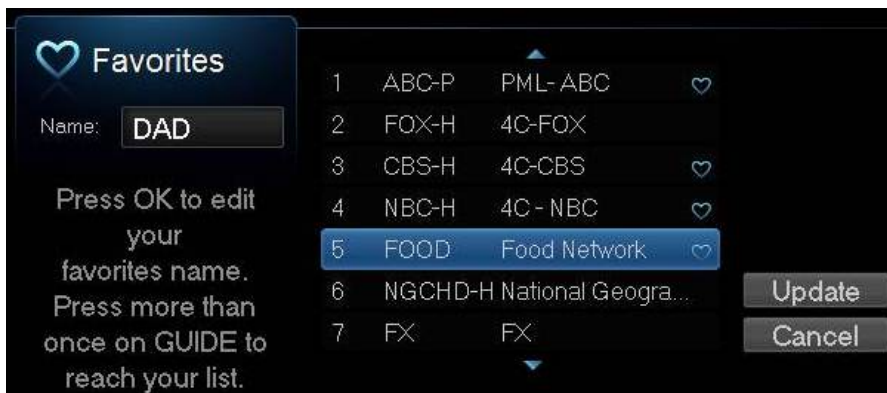 Favorites
Name: DAD
Press OK to edit
your
favorites name.
Press more than
once on GUIDE to
reach your list.
1 ABC-P PML- ABC
2 FOX-H 4C-FOX
3 CBS-H 4C-CBS
4 NBC-H 4C - NBC
5 FOOD Food Network
6 NGCHD-H National Geogra...
7 FX FX
Update
Cancel